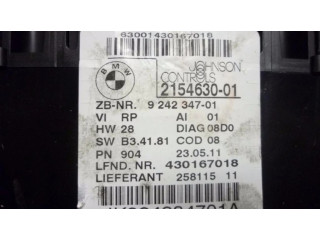 63001430167018
BMW
JOHNSON
CONTROLS
2154630-01
ZB-NR. 9 242 347-01
VI RP AI 01
HW 28 DIAG 08D0
SW B3.41.81 COD 08
PN 904 23.05.11
LFND. NR. 430167018
LIEFERANT 258115 11